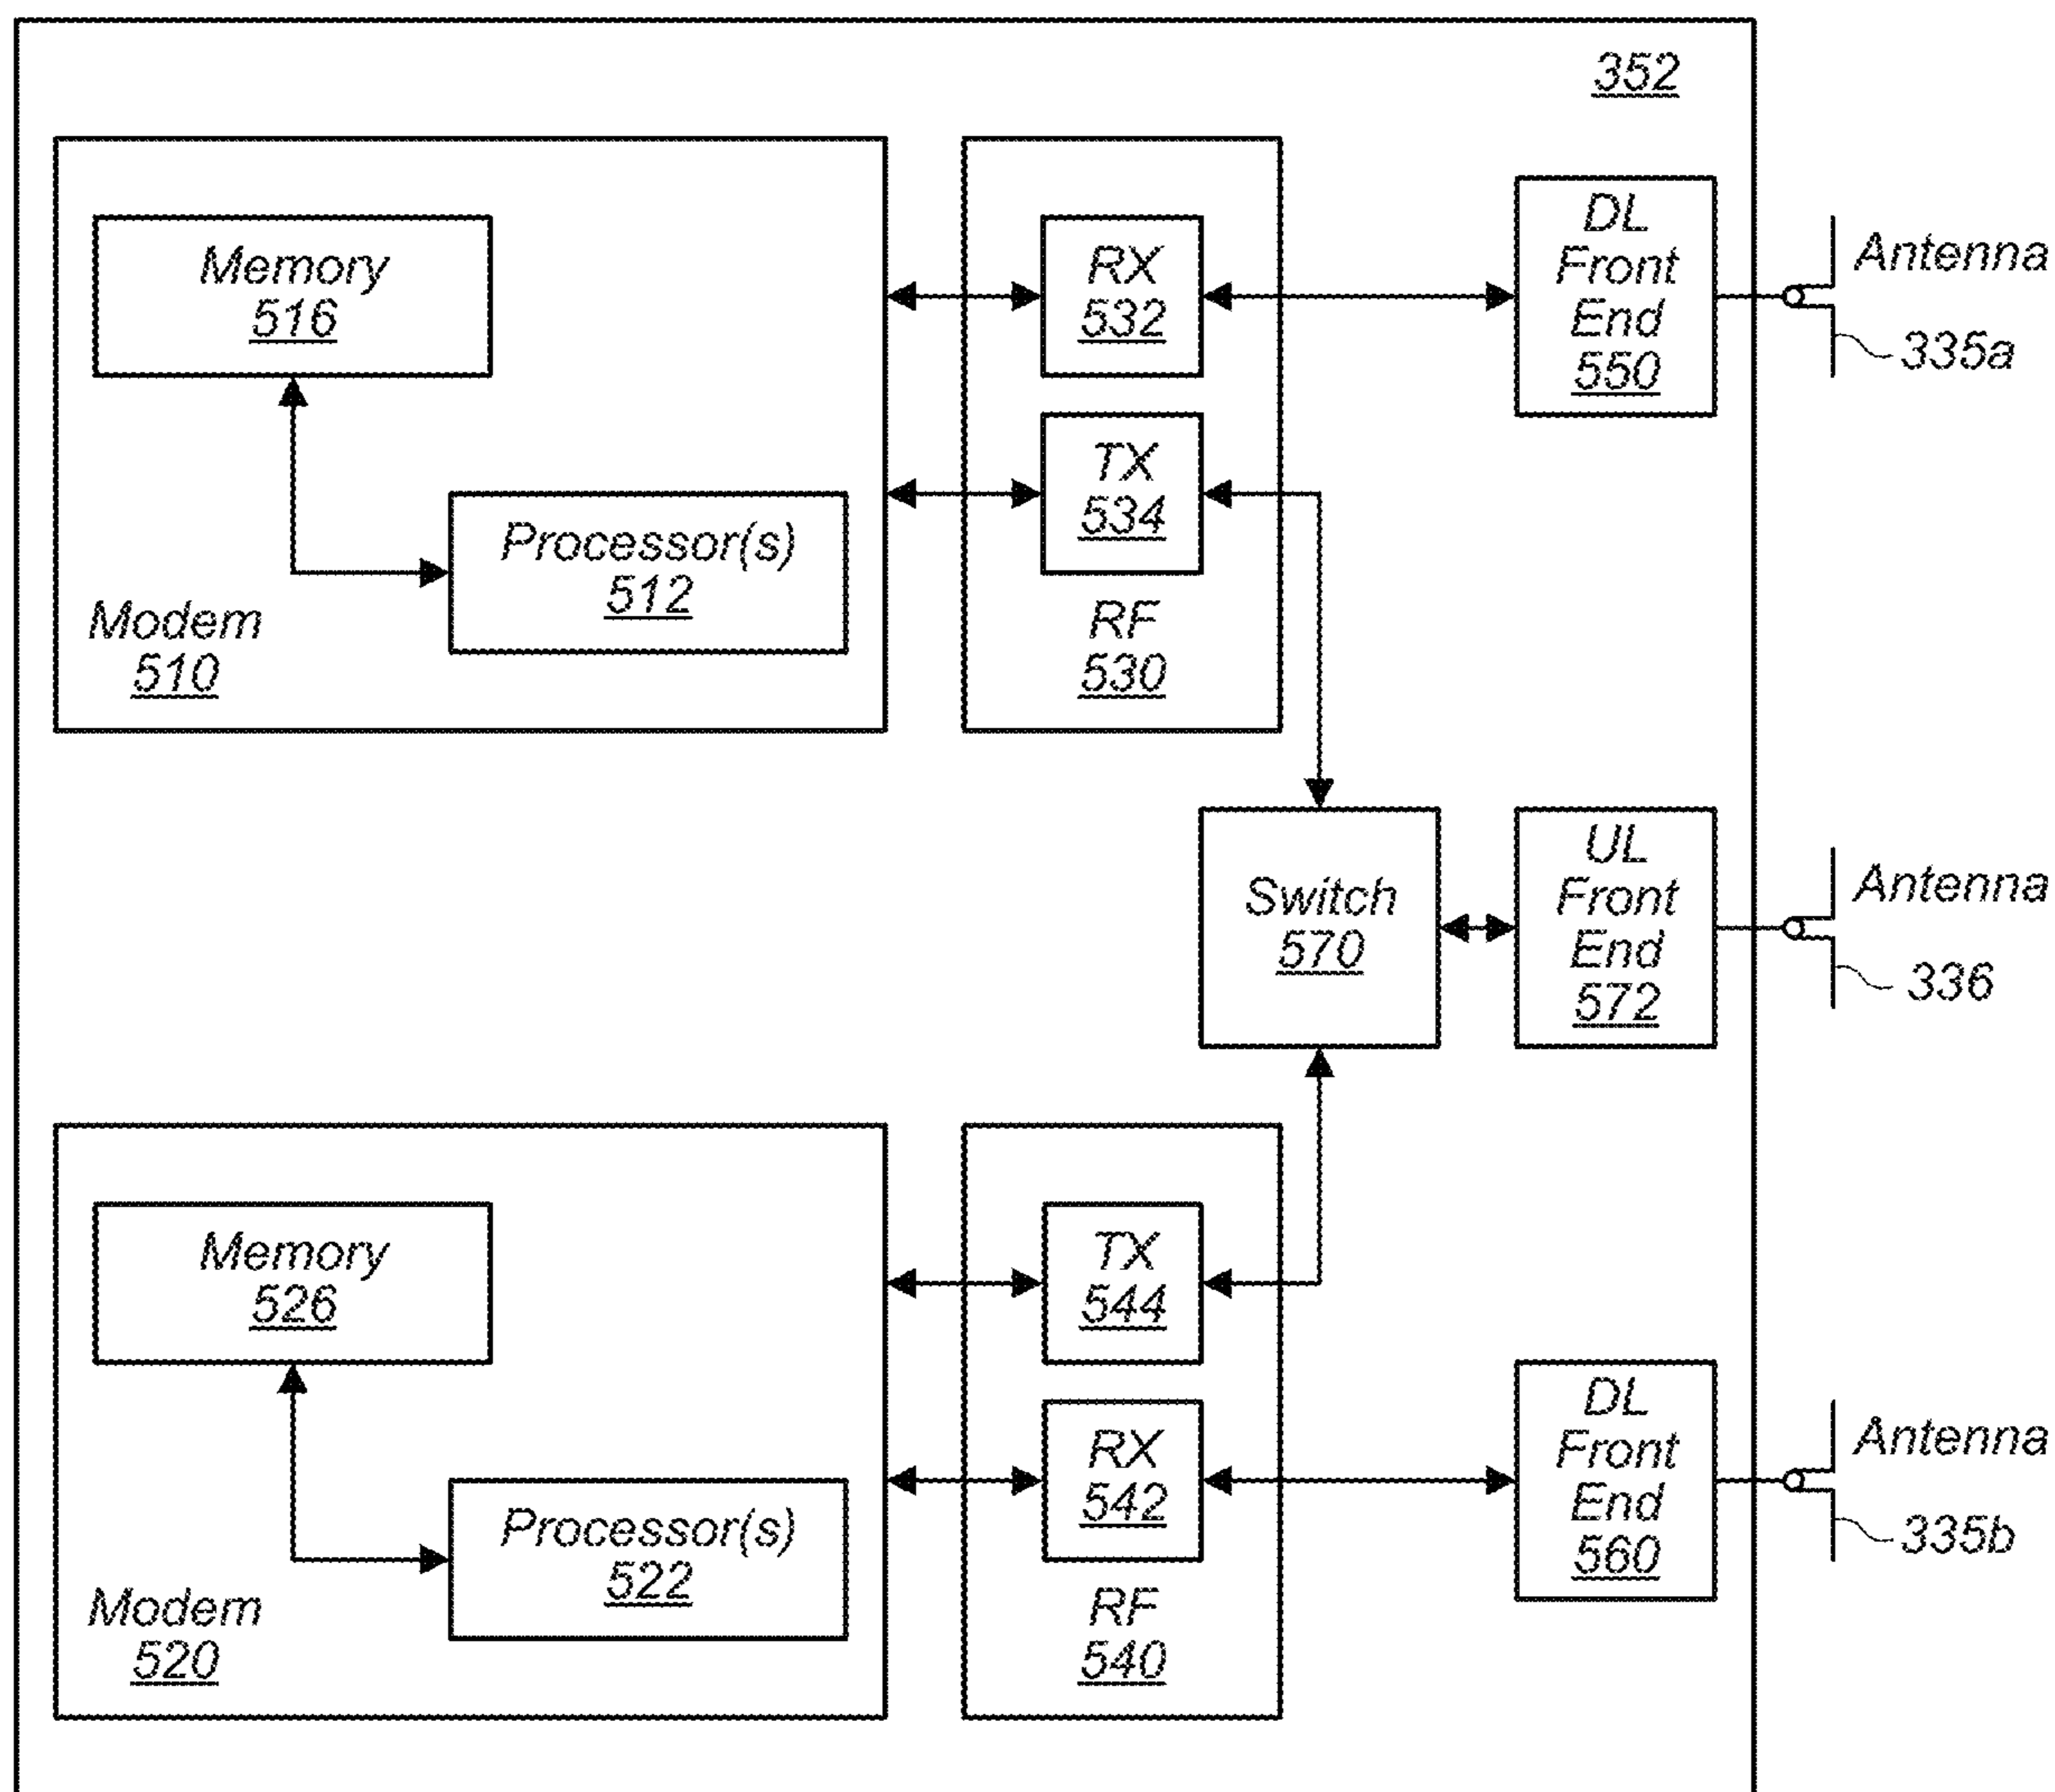 352
Memory
516
Processor(s)
512
Modem
510
RX
532
TX
534
RF
530
DL
Front
End
550
Antenna
335a
Switch
570
UL
Front
End
572
Antenna
336
Memory
526
Processor(s)
522
Modem
520
TX
544
RX
542
RF
540
DL
Front
End
560
Antenna
335b